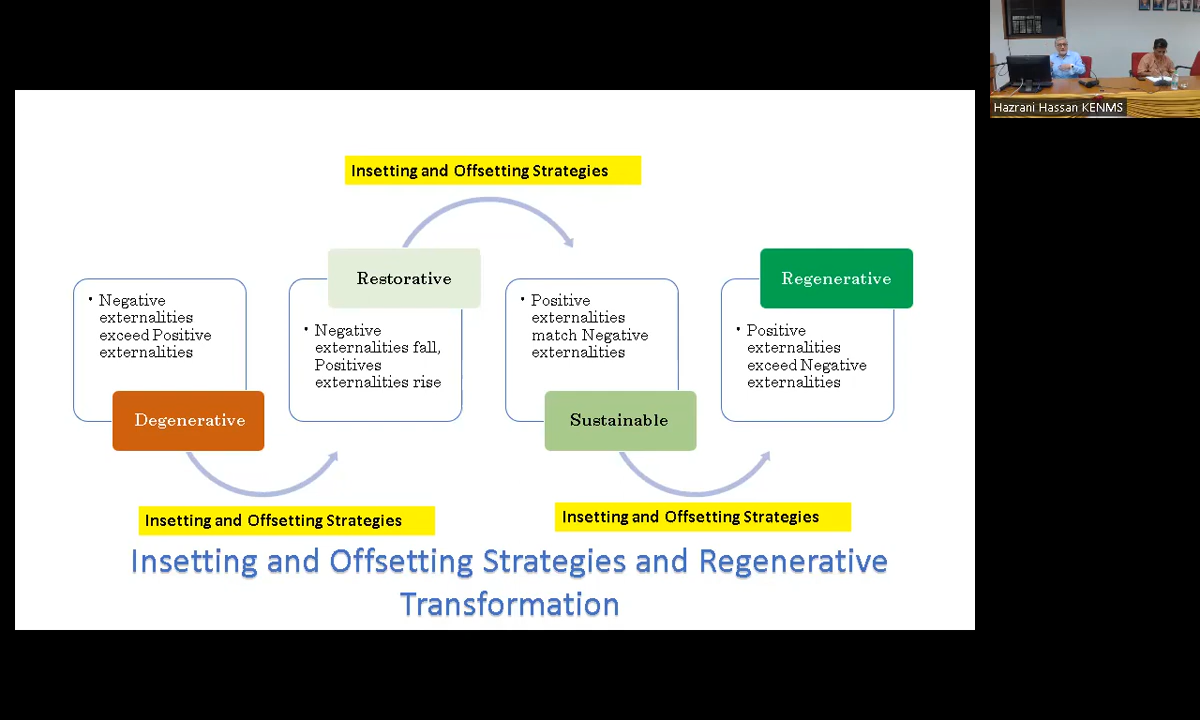 Hazrani Hassan KENMS
Insetting and Offsetting Strategies
Restorative
Regenerative
• Negative
externalities
exceed Positive
externalities
Degenerative
• Negative
externalities fall,
Positives
externalities rise
• Positive
externalities
match Negative
externalities
Sustainable
• Positive
externalities
exceed Negative
externalities
Insetting and Offsetting Strategies
Insetting and Offsetting Strategies
Insetting and Offsetting Strategies and Regenerative
Transformation